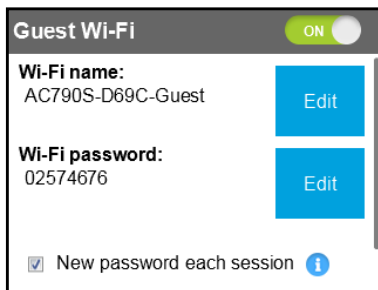 Guest Wi-Fi ON
Wi-Fi name:
AC790S-D69C-Guest
Edit
Wi-Fi password:
02574676
Edit
New password each session i